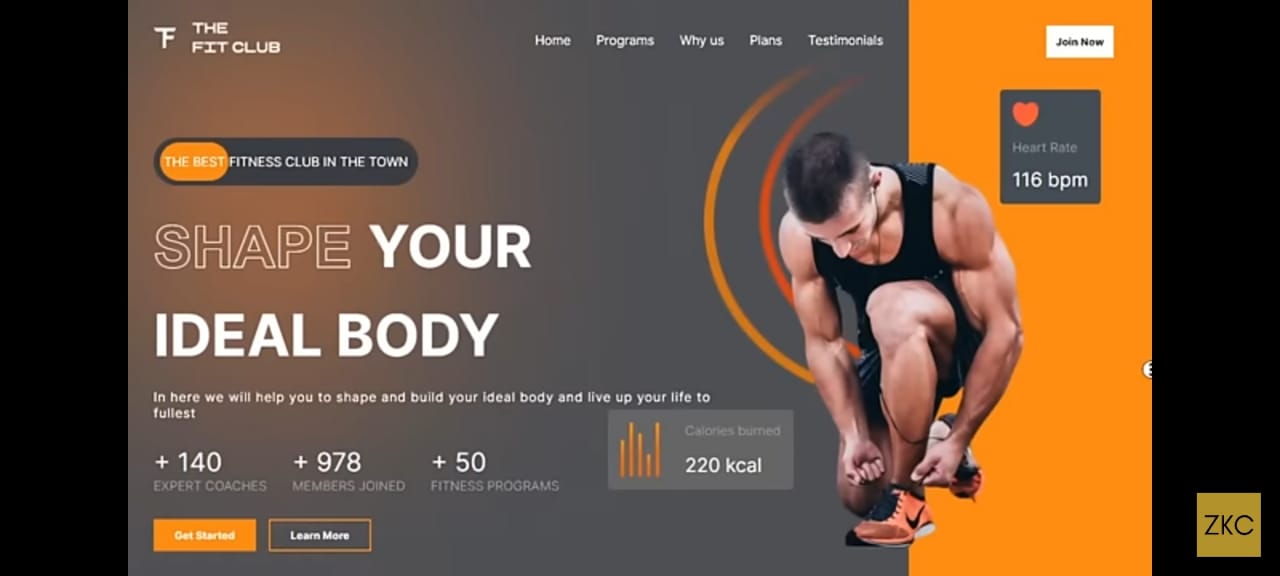 THE
FIT CLUB
Home Programs Why us Plans Testimonials
Join Now
Heart Rate
116 bpm
THE BEST FITNESS CLUB IN THE TOWN
SHAPE YOUR
IDEAL BODY
In here we will help you to shape and build your ideal body and live up your life to
fullest
Calories burned
220 kcal
+ 140 + 978 + 50
EXPERT COACHES MEMBERS JOINED FITNESS PROGRAMS
Get Started Learn More
ZKC